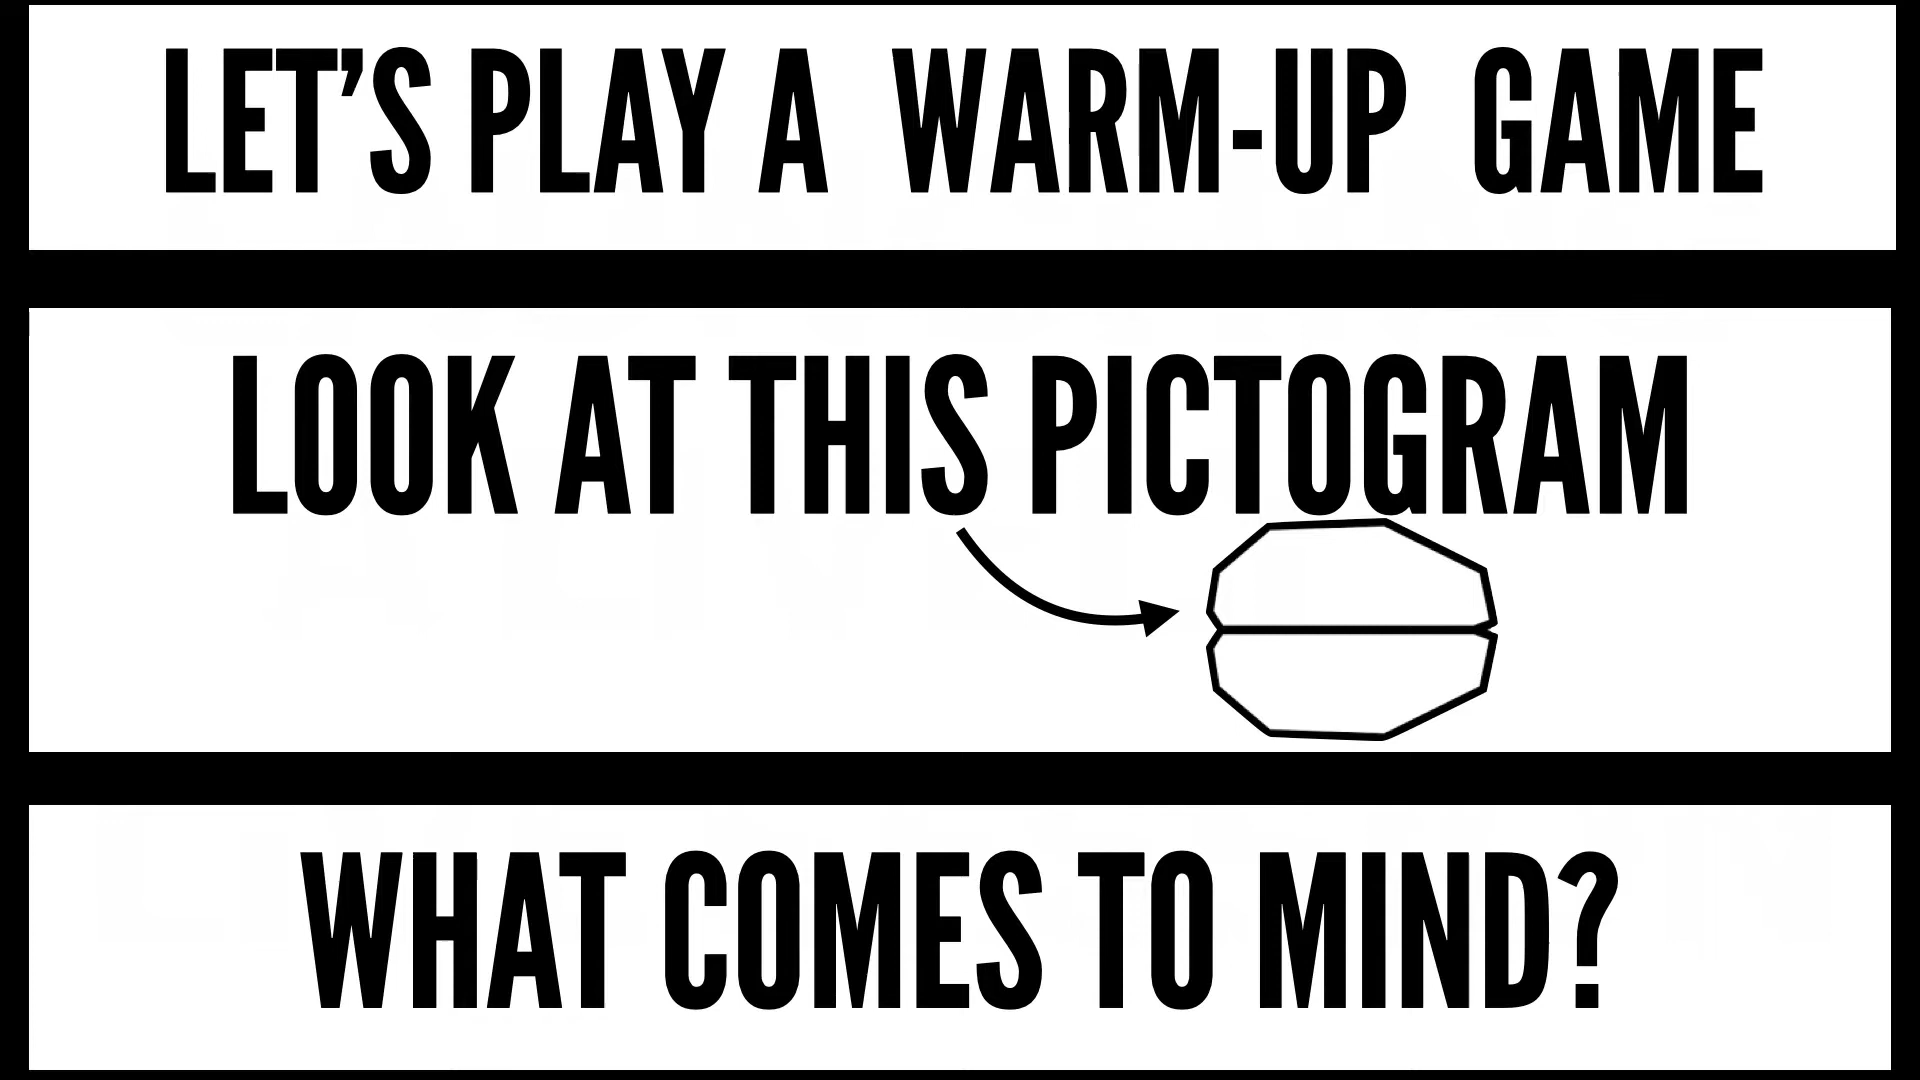 LET'S PLAY A WARM-UP GAME
LOOK AT THIS PICTOGRAM
WHAT COMES TO MIND?